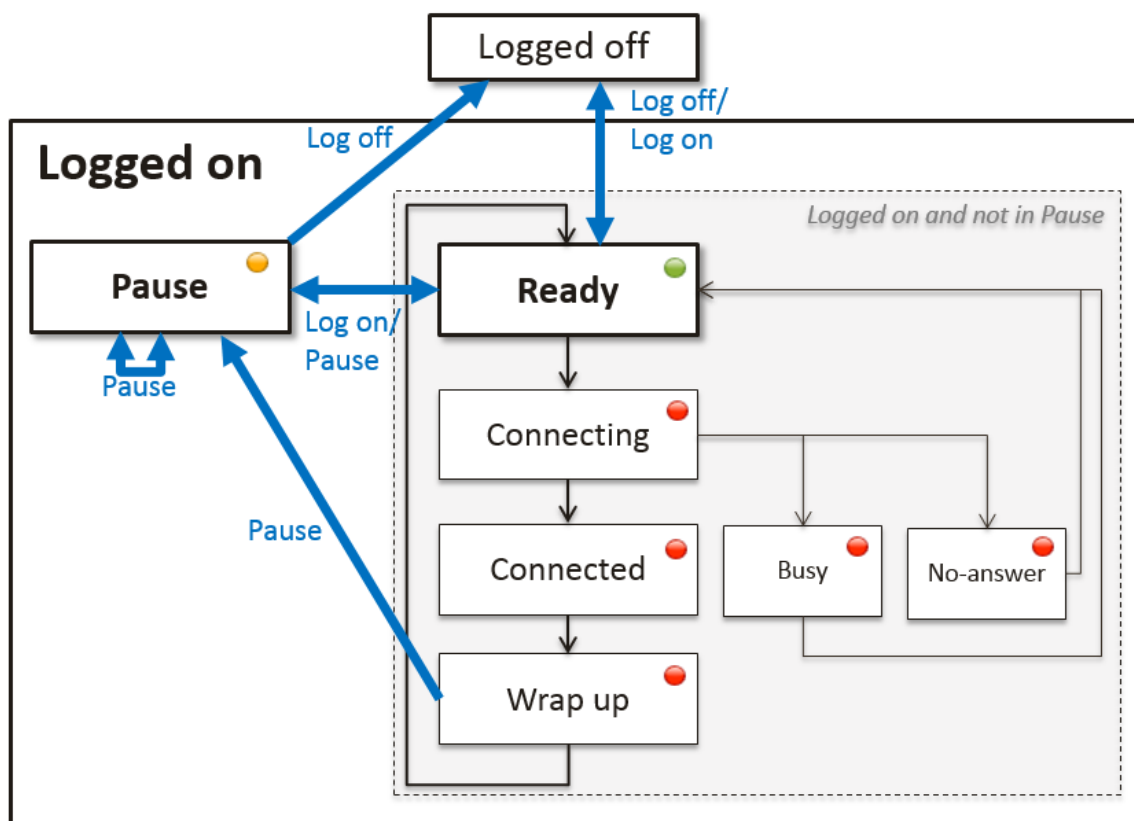 Logged off
Log off/
Log on
Log off
Logged on
Logged on and not in Pause
Pause
Ready
Log on/
Pause
Pause
Connecting
Pause
Connected
Busy
No-answer
Wrap up